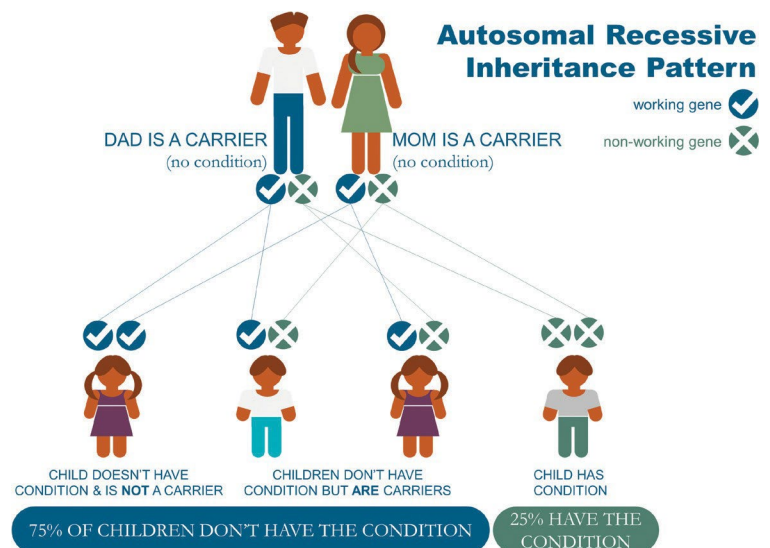 Autosomal Recessive
Inheritance Pattern
working gene
non-working gene
DAD IS A CARRIER
(no condition)
MOM IS A CARRIER
(no condition)
CHILD DOESN'T HAVE
CONDITION & IS NOT A CARRIER
CHILDREN DON'T HAVE
CONDITION BUT ARE CARRIERS
CHILD HAS
CONDITION
75% OF CHILDREN DON'T HAVE THE CONDITION
25% HAVE THE
CONDITION